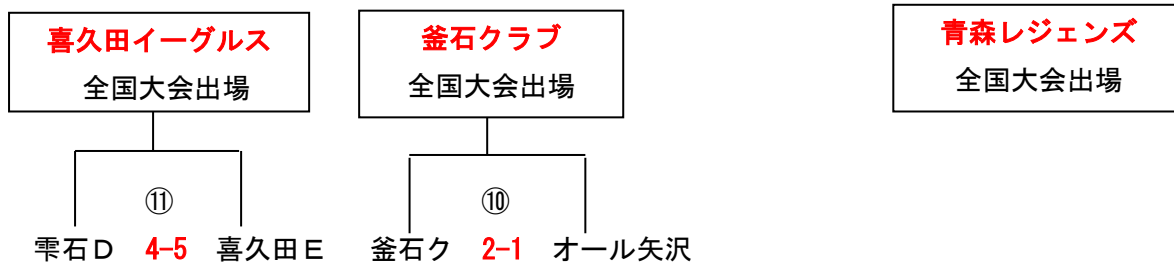 喜久田イーグルス
全国大会出場
釜石クラブ
全国大会出場
青森レジェンズ
全国大会出場
⑪
雫石Ｄ 4-5 喜久田Ｅ
⑩
釜石ク 2-1 オール矢沢